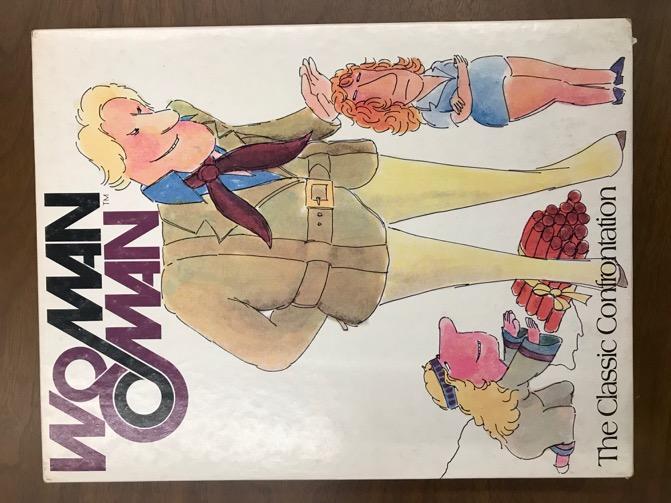 WOMAN™
& MAN
The Classic Confrontation